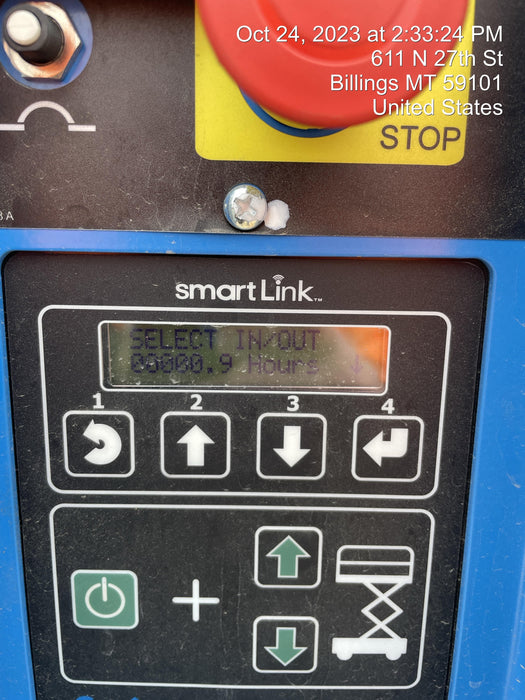 Oct 24, 2023 at 2:33:24 PM
611 N 27th St
Billings MT 59101
United States
STOP
smartLink™
SELECT IN/OUT
00000.9 Hours ↓
1 2 3 4